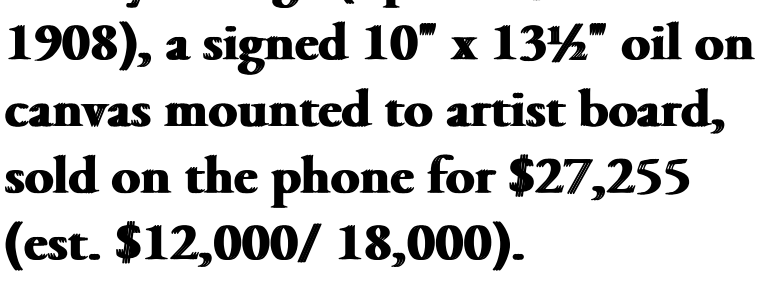 1908), a signed 10" x 13½" oil on
canvas mounted to artist board,
sold on the phone for $27,255
(est. $12,000/ 18,000).